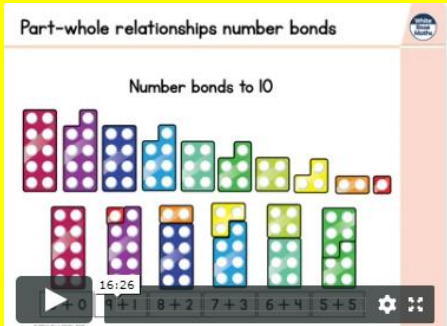 Part-whole relationships number bonds
White
Rose
Maths
Number bonds to 10
16:26
+ 0 9 + 1 8 + 2 7 + 3 6 + 4 5 + 5